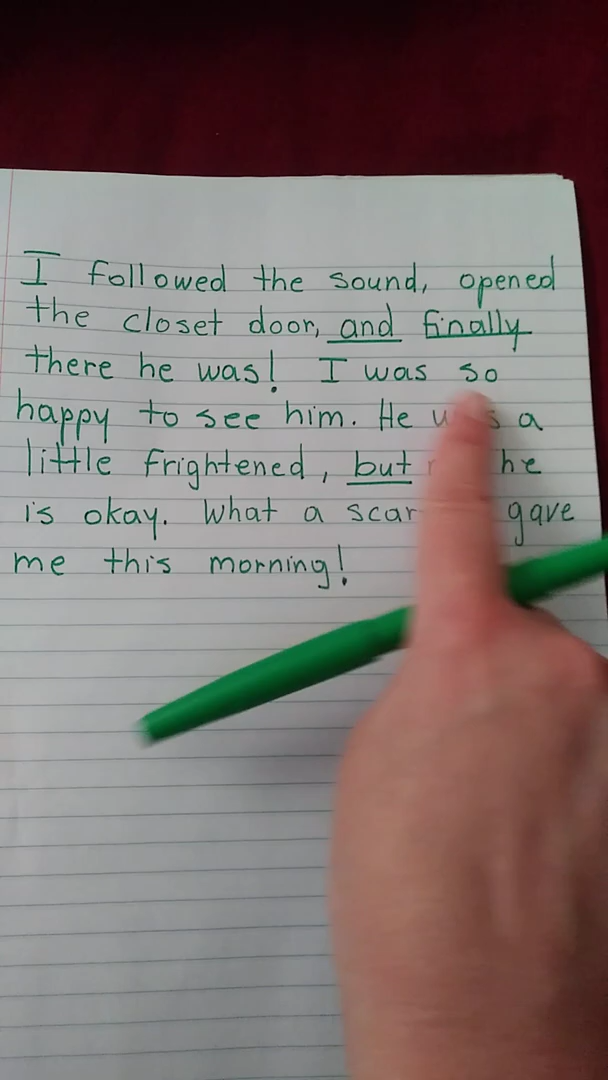 I followed the sound, opened
the closet door, and finally
there he was! I was so
happy to see him. He was a
little frightened, but he
is okay. What a gave
me this morning!